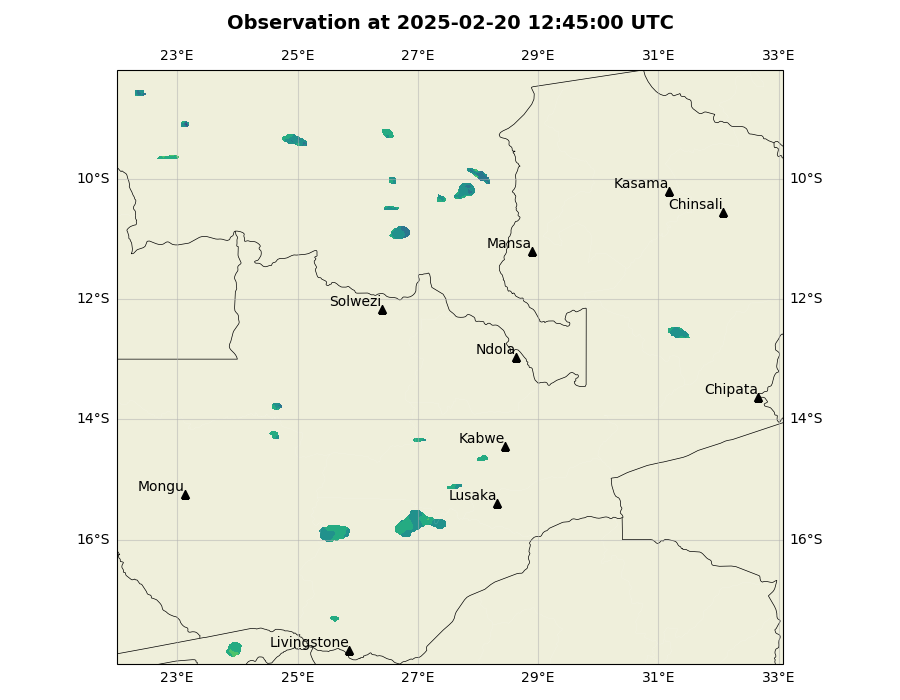 Observation at 2025-02-20 12:45:00 UTC
23°E 25°E 27°E 29°E 31°E 33°E
10°S 10°S
Kasama
Chinsali
Mansa
12°S 12°S
Solwezi
Ndola
Chipata
14°S 14°S
Kabwe
Mongu
Lusaka
16°S 16°S
Livingstone
23°E 25°E 27°E 29°E 31°E 33°E